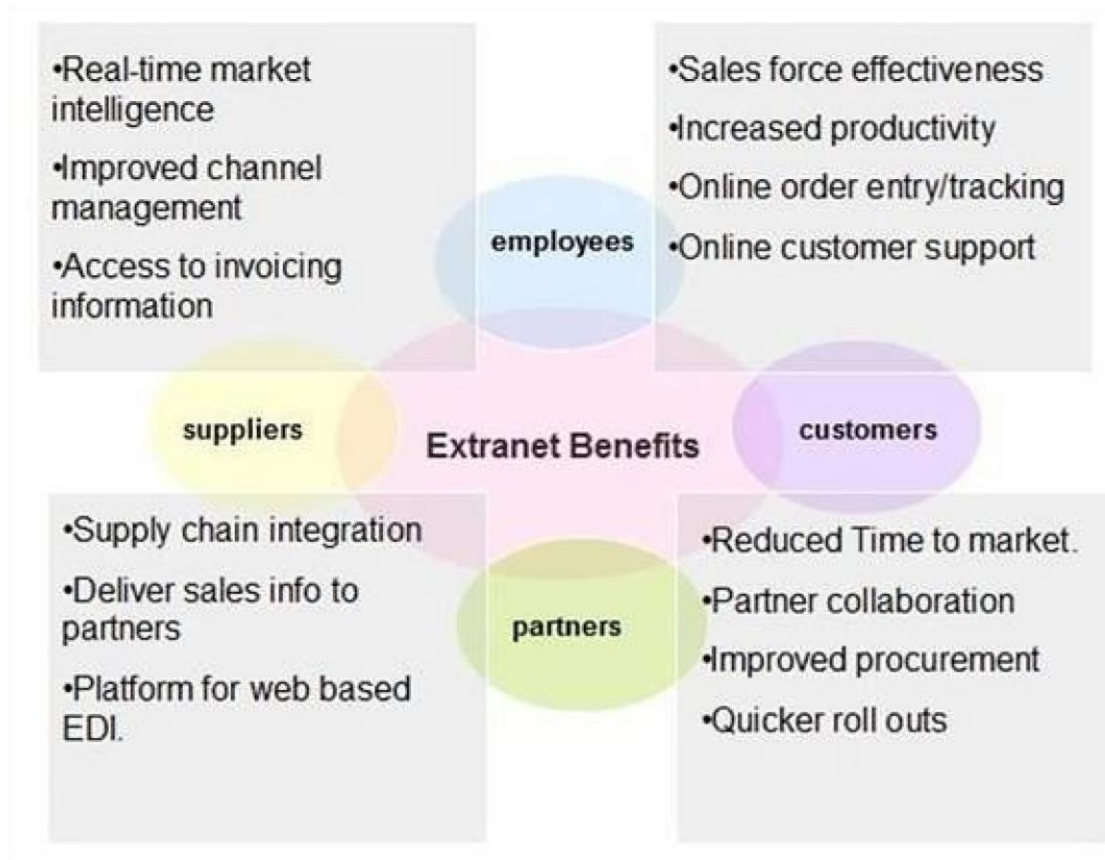 •Real-time market
intelligence
•Improved channel
management
•Access to invoicing
information
•Sales force effectiveness
•Increased productivity
•Online order entry/tracking
•Online customer support
employees
suppliers
Extranet Benefits
customers
partners
•Supply chain integration
•Deliver sales info to
partners
•Platform for web based
EDI.
•Reduced Time to market.
•Partner collaboration
•Improved procurement
•Quicker roll outs